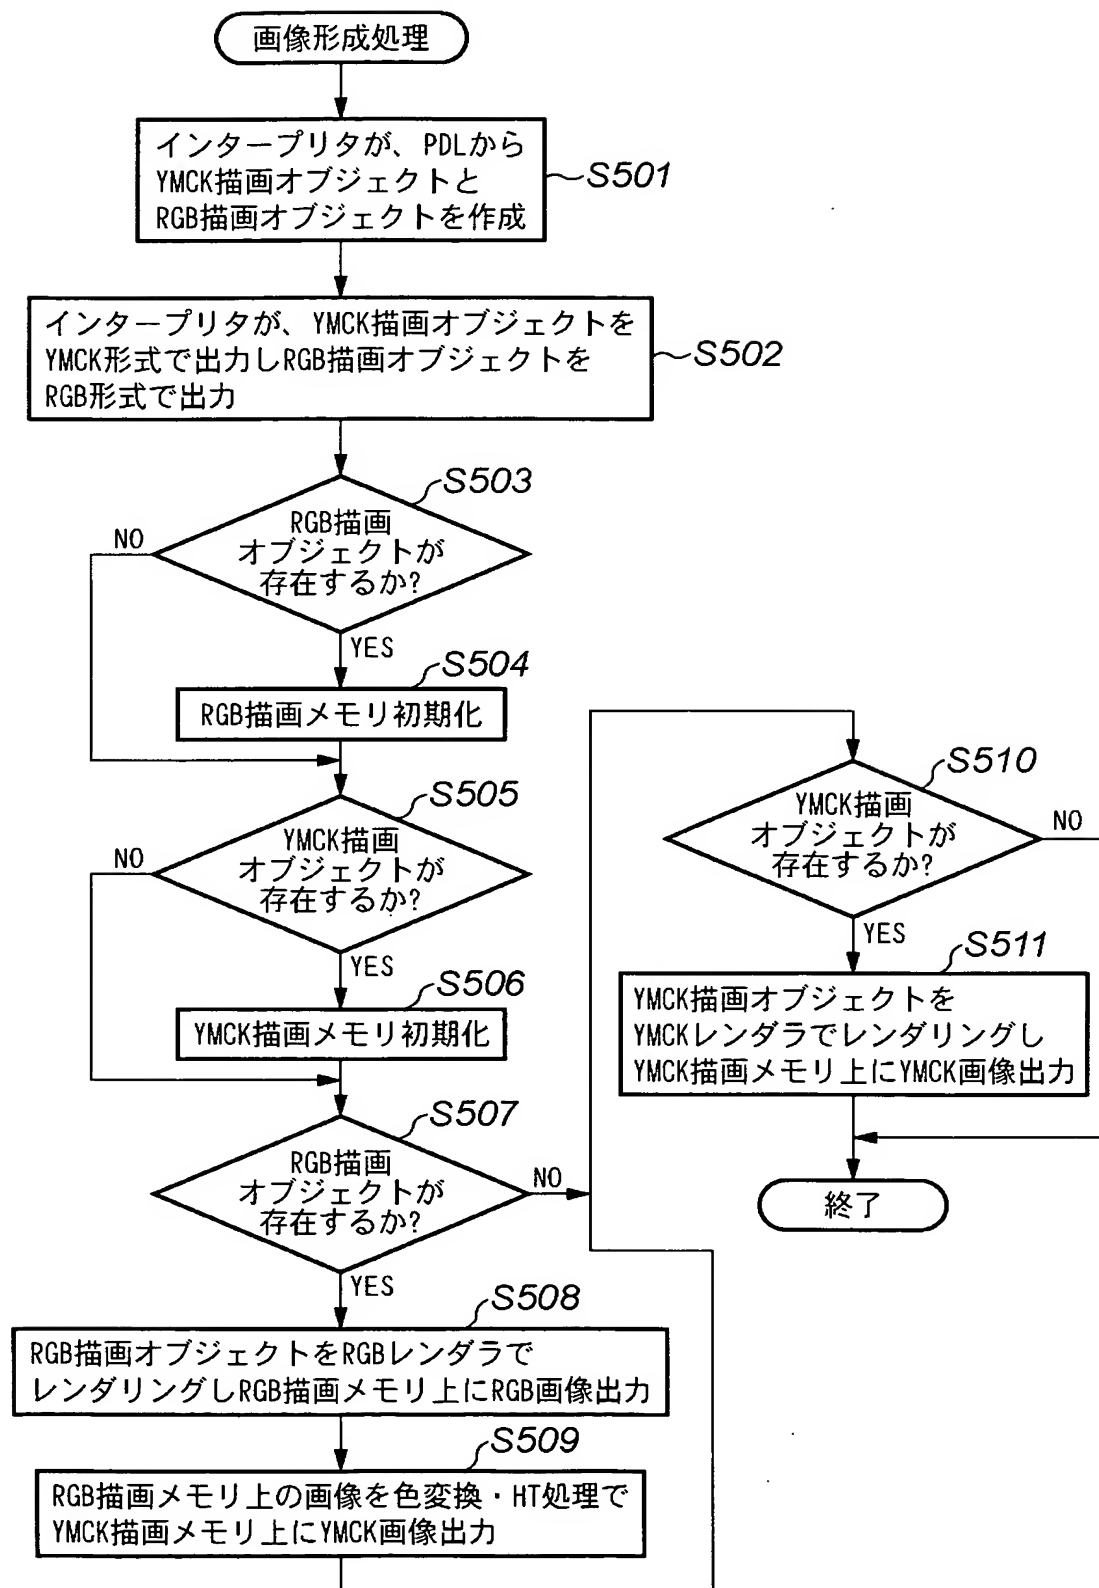 画像形成処理
インタープリタが、PDLから
YMCK描画オブジェクトと
RGB描画オブジェクトを作成
S501
インタープリタが、YMCK描画オブジェクトを
YMCK形式で出力しRGB描画オブジェクトを
RGB形式で出力
S502
S503
RGB描画
オブジェクトが
存在するか?
NO
YES
S504
RGB描画メモリ初期化
S505
YMCK描画
オブジェクトが
存在するか?
NO
YES
S506
YMCK描画メモリ初期化
S507
RGB描画
オブジェクトが
存在するか?
NO
YES
S508
RGB描画オブジェクトをRGBレンダラで
レンダリングしRGB描画メモリ上にRGB画像出力
S509
RGB描画メモリ上の画像を色変換・HT処理で
YMCK描画メモリ上にYMCK画像出力
S510
YMCK描画
オブジェクトが
存在するか?
NO
YES
S511
YMCK描画オブジェクトを
YMCKレンダラでレンダリングし
YMCK描画メモリ上にYMCK画像出力
終了